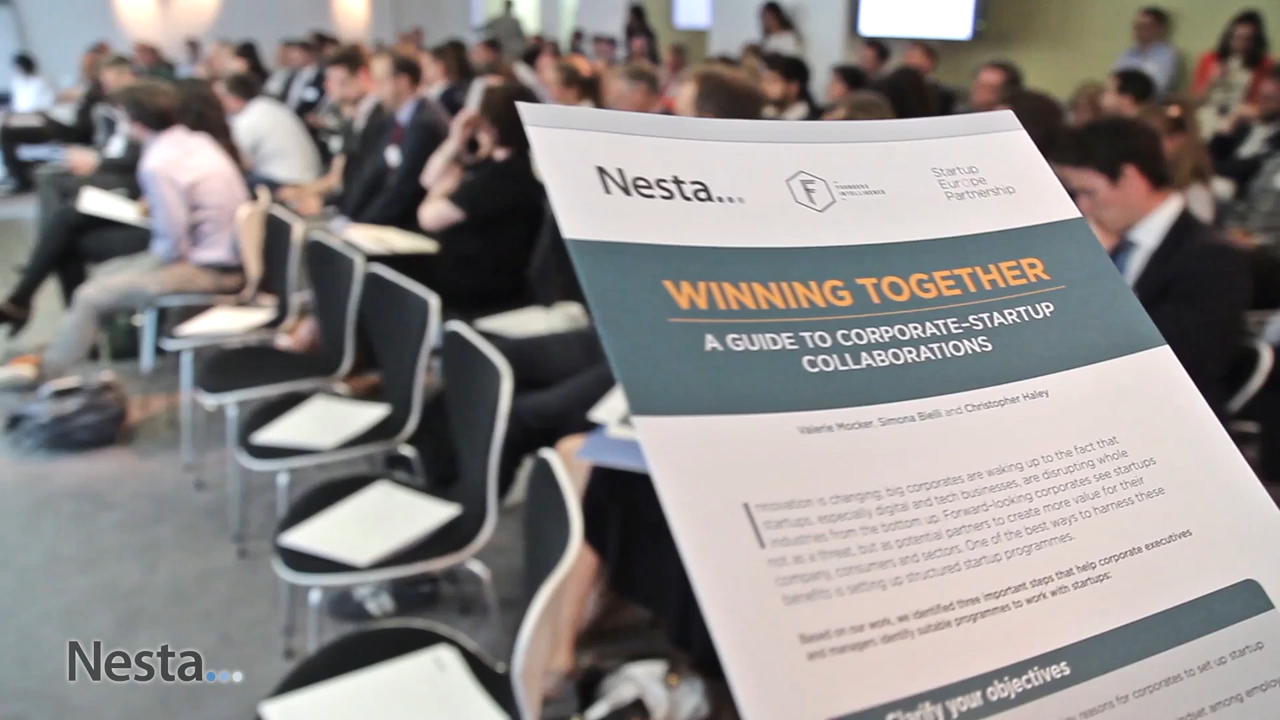 Nesta...
FOUNDERS
INTELLIGENCE
Startup
Europe
Partnership
WINNING TOGETHER
A GUIDE TO CORPORATE-STARTUP
COLLABORATIONS
Valerie Mocker, Simona Bielli and Christopher Haley
Innovation is changing: big corporates are waking up to the fact that
startups, especially digital and tech businesses, are disrupting whole
industries from the bottom up. Forward-looking corporates see startups
not as a threat, but as potential partners to create more value for their
company, consumers and sectors. One of the best ways to harness these
benefits is setting up structured startup programmes.
Based on our work, we identified three important steps that help corporate executives
and managers identify suitable programmes to work with startups:
Clarify your objectives
reasons for corporates to set up startup
among
Nesta...